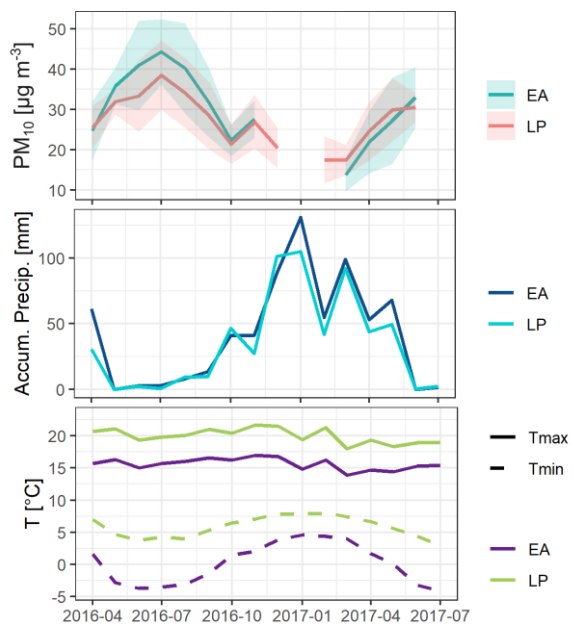 PM₁₀ [µg m⁻³]
50
40
30
20
10
EA
LP
Accum. Precip. [mm]
100
50
0
EA
LP
T [°C]
20
15
10
5
0
-5
Tmax
Tmin
EA
LP
2016-04 2016-07 2016-10 2017-01 2017-04 2017-07